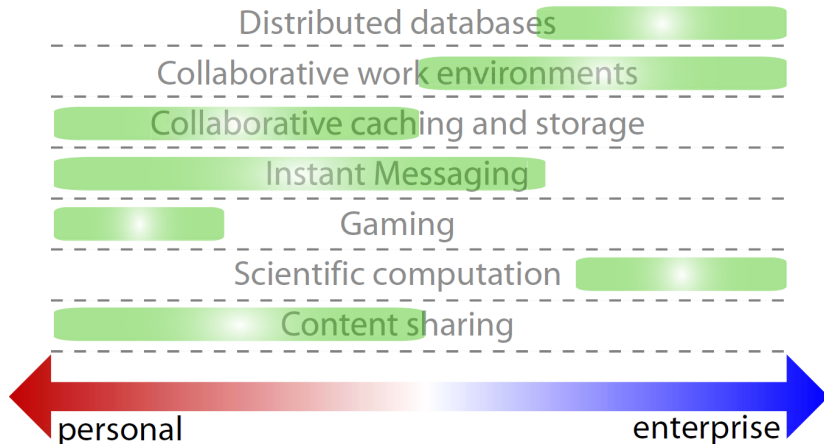 Distributed databases
Collaborative work environments
Collaborative caching and storage
Instant Messaging
Gaming
Scientific computation
Content sharing
personal
enterprise